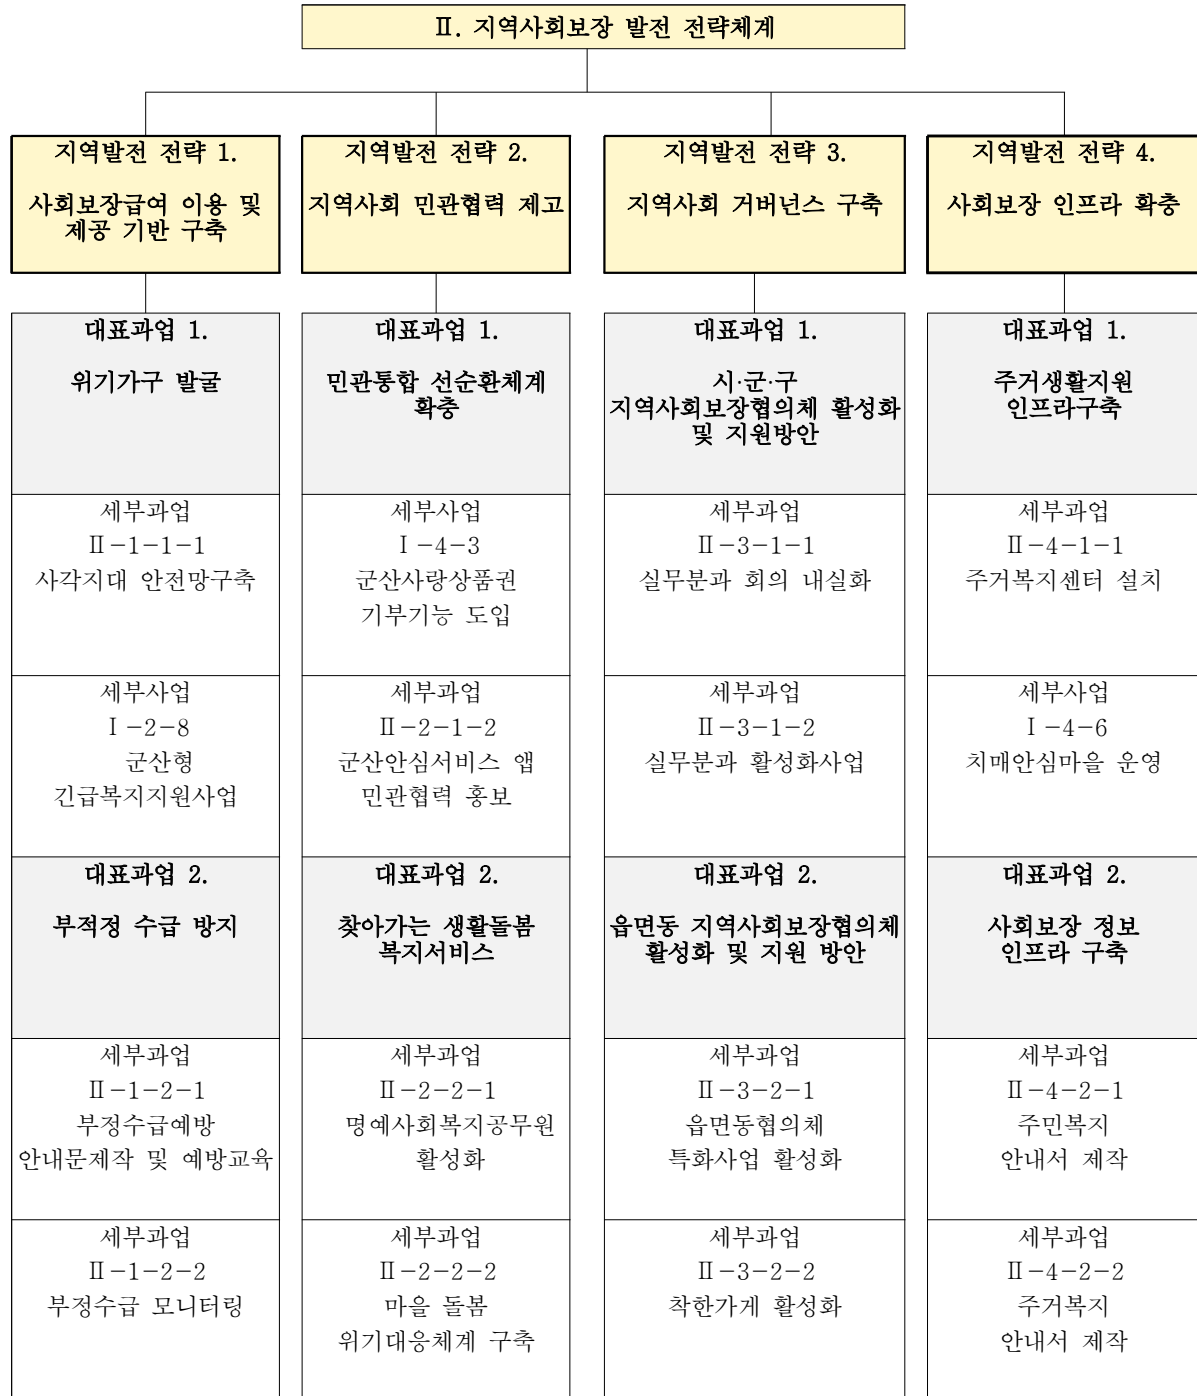 Ⅱ. 지역사회보장 발전 전략체계
지역발전 전략 1.
사회보장급여 이용 및
제공 기반 구축
지역발전 전략 2.
지역사회 민관협력 제고
지역발전 전략 3.
지역사회 거버넌스 구축
지역발전 전략 4.
사회보장 인프라 확충
대표과업 1.
위기가구 발굴
대표과업 1.
민관통합 선순환체계
확충
대표과업 1.
시·군·구
지역사회보장협의체 활성화
및 지원방안
대표과업 1.
주거생활지원
인프라구축
세부과업
Ⅱ-1-1-1
사각지대 안전망구축
세부사업
Ⅰ-4-3
군산사랑상품권
기부기능 도입
세부과업
Ⅱ-3-1-1
실무분과 회의 내실화
세부과업
Ⅱ-4-1-1
주거복지센터 설치
세부사업
Ⅰ-2-8
군산형
긴급복지지원사업
세부과업
Ⅱ-2-1-2
군산안심서비스 앱
민관협력 홍보
세부과업
Ⅱ-3-1-2
실무분과 활성화사업
세부사업
Ⅰ-4-6
치매안심마을 운영
대표과업 2.
부적정 수급 방지
대표과업 2.
찾아가는 생활돌봄
복지서비스
대표과업 2.
읍면동 지역사회보장협의체
활성화 및 지원 방안
대표과업 2.
사회보장 정보
인프라 구축
세부과업
Ⅱ-1-2-1
부정수급예방
안내문제작 및 예방교육
세부과업
Ⅱ-2-2-1
명예사회복지공무원
활성화
세부과업
Ⅱ-3-2-1
읍면동협의체
특화사업 활성화
세부과업
Ⅱ-4-2-1
주민복지
안내서 제작
세부과업
Ⅱ-1-2-2
부정수급 모니터링
세부과업
Ⅱ-2-2-2
마을 돌봄
위기대응체계 구축
세부과업
Ⅱ-3-2-2
착한가게 활성화
세부과업
Ⅱ-4-2-2
주거복지
안내서 제작